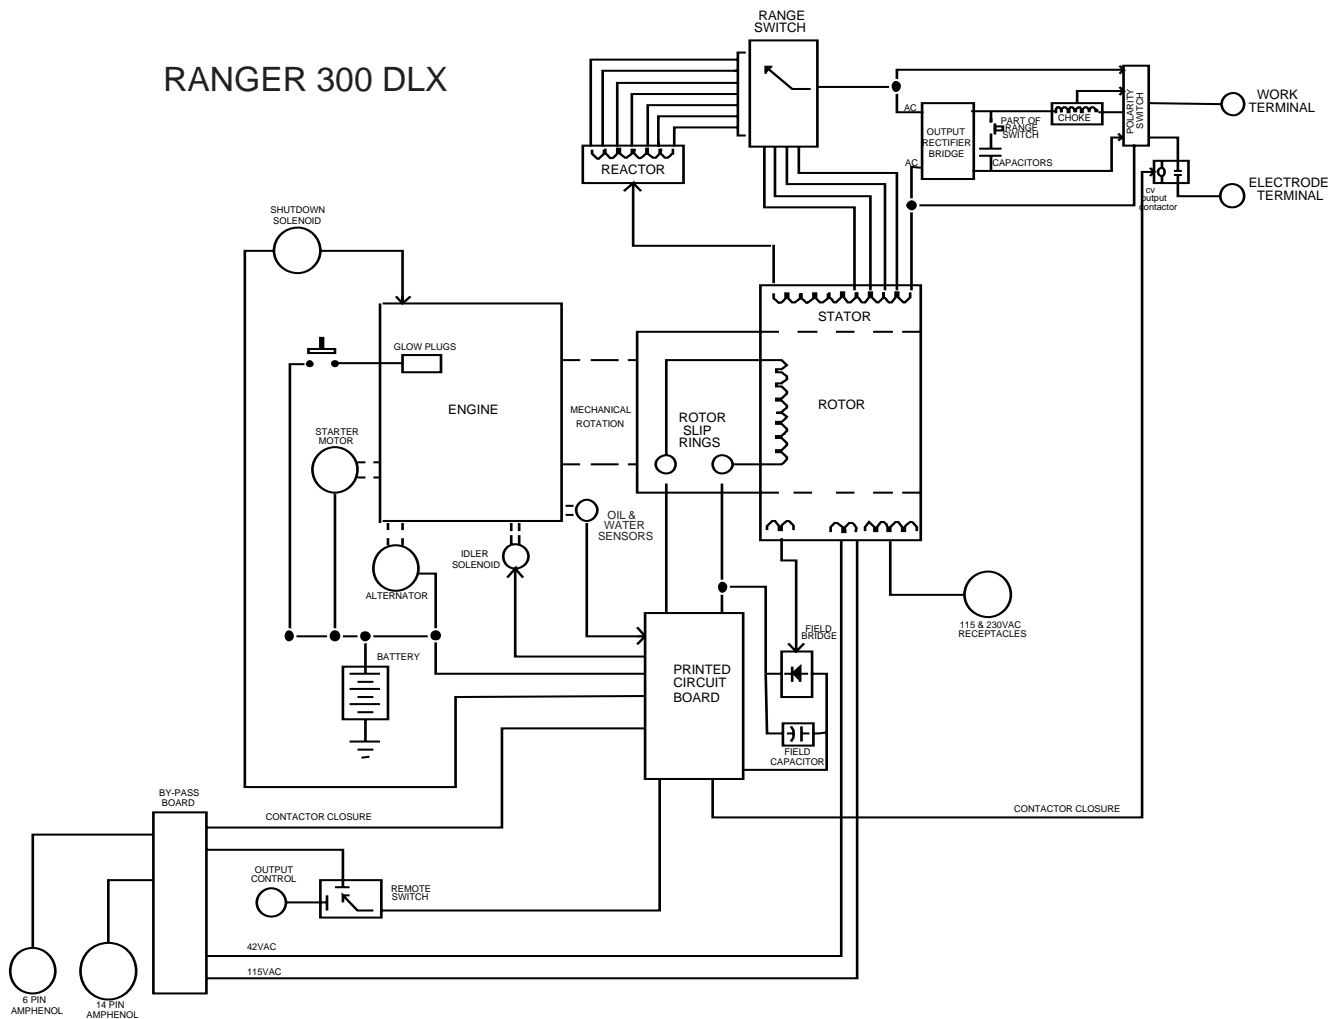 RANGE
SWITCH
RANGER 300 DLX
WORK
TERMINAL
POLARITY
SWITCH
AC
CHOKE
PART OF
RANGE
SWITCH
OUTPUT
RECTIFIER
BRIDGE
AC
CAPACITORS
REACTOR
ELECTRODE
TERMINAL
cv
output
contactor
SHUTDOWN
SOLENOID
STATOR
GLOW PLUGS
ENGINE
MECHANICAL
ROTATION
ROTOR
SLIP
RINGS
ROTOR
STARTER
MOTOR
OIL &
WATER
SENSORS
IDLER
SOLENOID
ALTERNATOR
115 & 230VAC
RECEPTACLES
FIELD
BRIDGE
BATTERY
PRINTED
CIRCUIT
BOARD
FIELD
CAPACITOR
BY-PASS
BOARD
CONTACTOR CLOSURE
CONTACTOR CLOSURE
OUTPUT
CONTROL
REMOTE
SWITCH
42VAC
115VAC
6 PIN
AMPHENOL
14 PIN
AMPHENOL